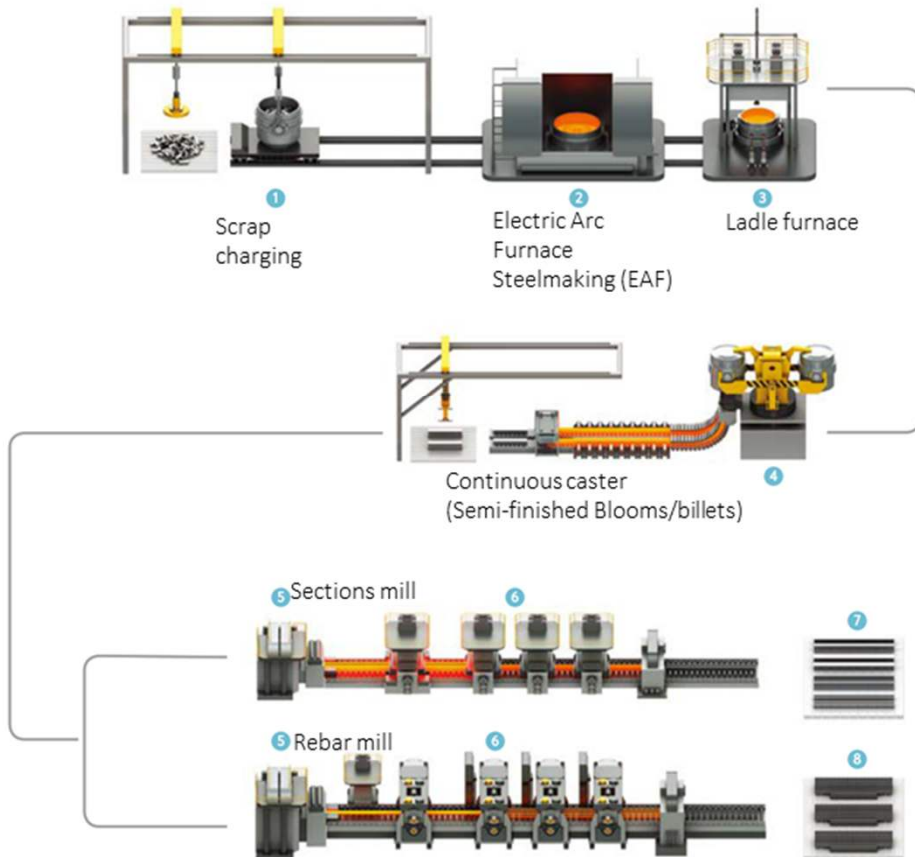 1
2
3
Scrap
charging
Electric Arc
Furnace
Steelmaking (EAF)
Ladle furnace
Continuous caster
(Semi-finished Blooms/billets)
4
5 Sections mill
6
7
5 Rebar mill
6
8